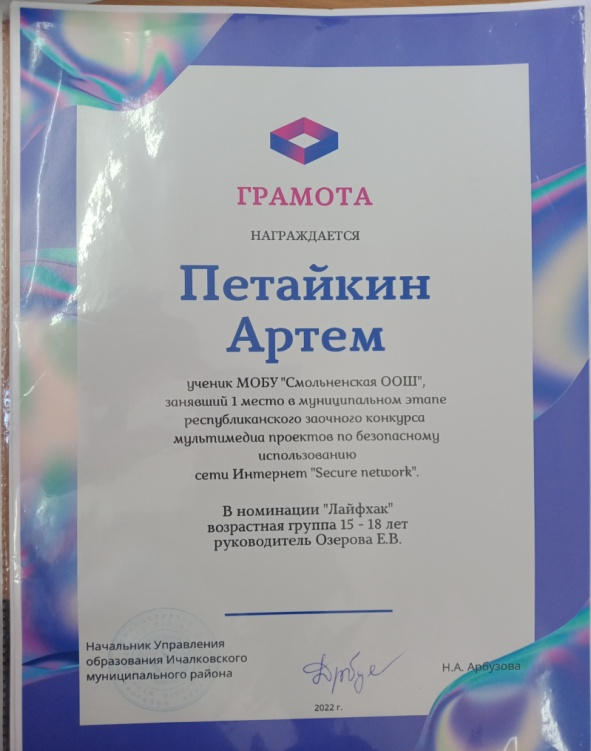 ГРАМОТА
НАГРАЖДАЕТСЯ
Петайкин
Артем
ученик МОБУ "Смольненская ООШ",
занявший 1 место в муниципальном этапе
республиканского заочного конкурса
мультимедиа проектов по безопасному
использованию
сети Интернет "Secure network".
В номинации "Лайфхак"
возрастная группа 15 - 18 лет
руководитель Озерова Е.В.
Начальник Управления
образования Ичалковского
муниципального района
Н.А. Арбузова
2022 г.